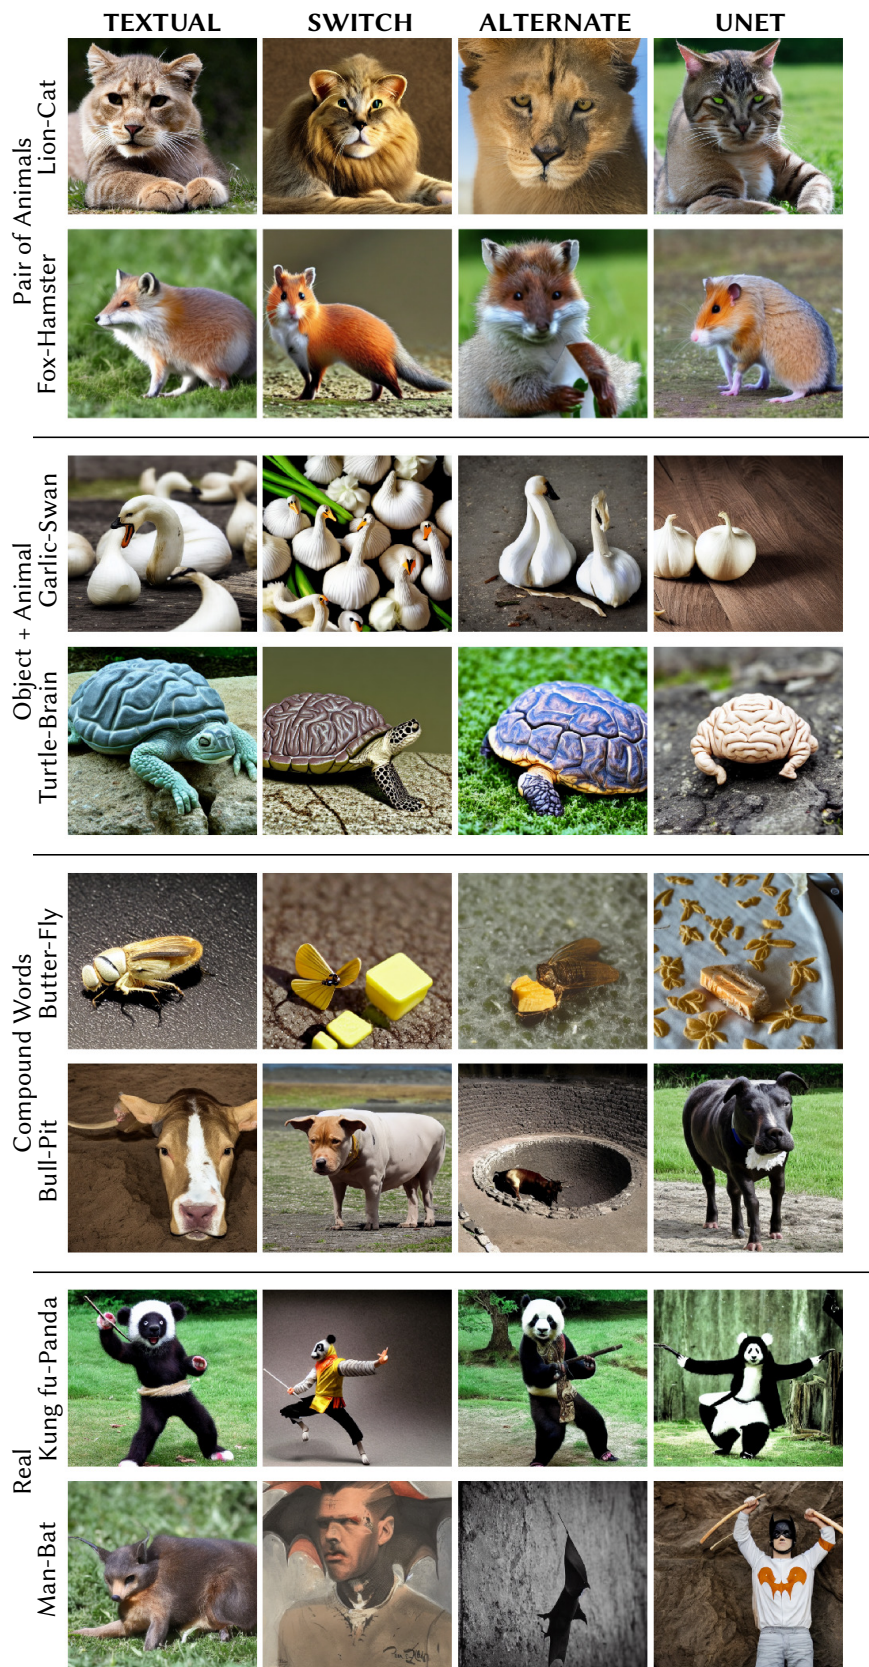 TEXTUAL SWITCH ALTERNATE UNET
Pair of Animals
Lion-Cat
Fox-Hamster
Object + Animal
Garlic-Swan
Turtle-Brain
Compound Words
Butter-Fly
Bull-Pit
Real
Kung fu-Panda
Man-Bat